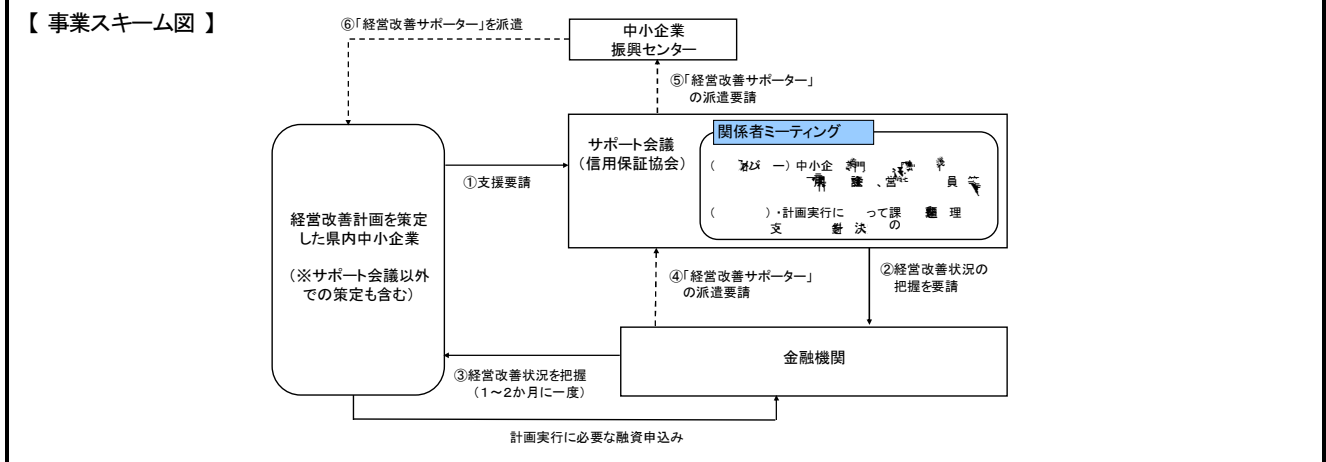 【 事業スキーム図 】
⑥「経営改善サポーター」を派遣
中小企業
振興センター
⑤「経営改善サポーター」
の派遣要請
関係者ミーティング
サポート会議
（信用保証協会）
①支援要請
経営改善計画を策定
した県内中小企業
（※サポート会議以外
での策定も含む）
中小企
・計画実行に
④「経営改善サポーター」
の派遣要請
②経営改善状況の
把握を要請
金融機関
③経営改善状況を把握
（１～２か月に一度）
計画実行に必要な融資申込み